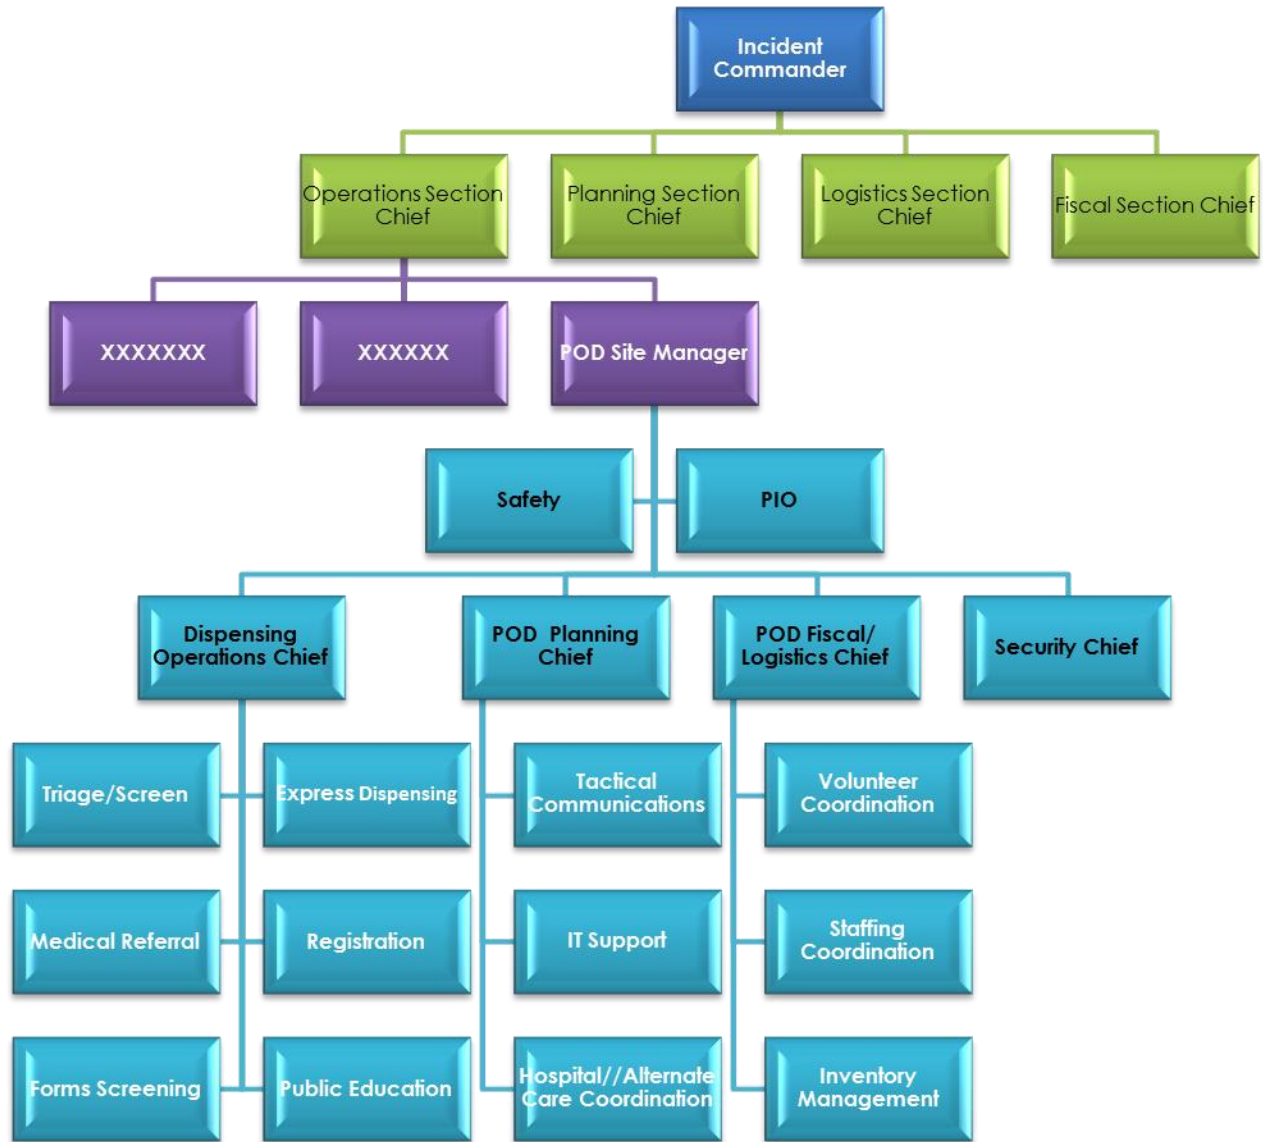 Incident
Commander
Operations Section
Chief
Planning Section
Chief
Logistics Section
Chief
Fiscal Section Chief
XXXXXXX
XXXXXX
POD Site Manager
Safety
PIO
Dispensing
Operations Chief
POD  Planning
Chief
POD Fiscal/
Logistics Chief
Security Chief
Triage/Screen
Express Dispensing
Tactical
Communications
Volunteer
Coordination
Medical Referral
Registration
IT Support
Staffing
Coordination
Forms Screening
Public Education
Hospital//Alternate
Care Coordination
Inventory
Management